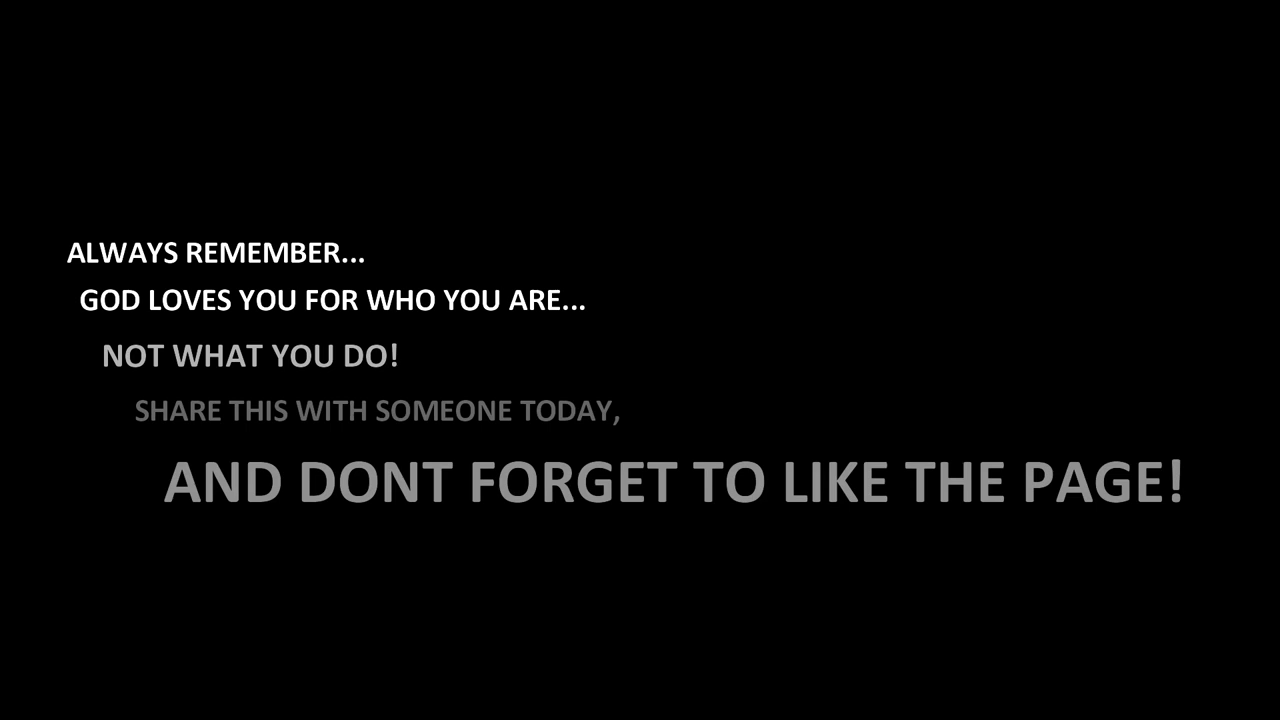 ALWAYS REMEMBER...
GOD LOVES YOU FOR WHO YOU ARE...
NOT WHAT YOU DO!
SHARE THIS WITH SOMEONE TODAY,
AND DONT FORGET TO LIKE THE PAGE!